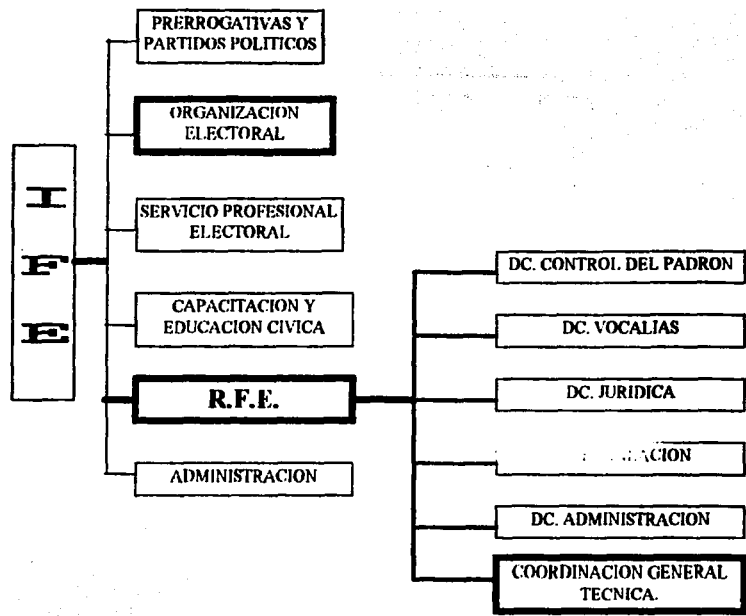 PRERROGATIVAS Y
PARTIDOS POLITICOS
ORGANIZACION
ELECTORAL
I
F
E
SERVICIO PROFESIONAL
ELECTORAL
CAPACITACION Y
EDUCACION CIVICA
R.F.E.
ADMINISTRACION
DC. CONTROL DEL PADRON
DC. VOCALIAS
DC. JURIDICA
DC. ADMINISTRACION
COORDINACION GENERAL
TECNICA.